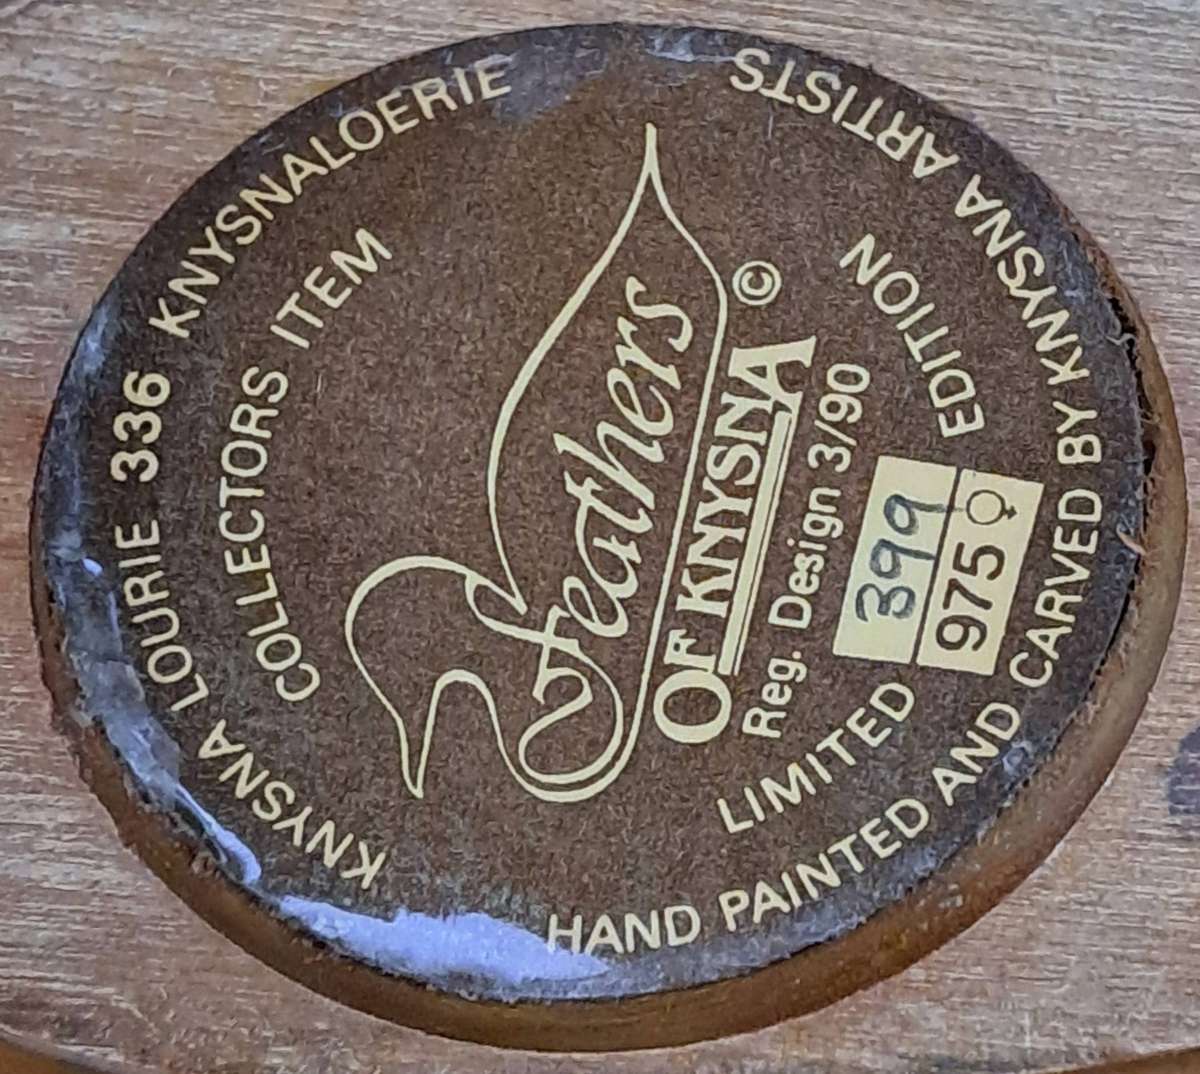 KNYSNA LOURIE 336 KNYSNALOERIE
COLLECTORS ITEM
Feathers
OF KNYSNA ©
Reg. Design 3/90
399
975♀
LIMITED EDITION
HAND PAINTED AND CARVED BY KNYSNA ARTISTS